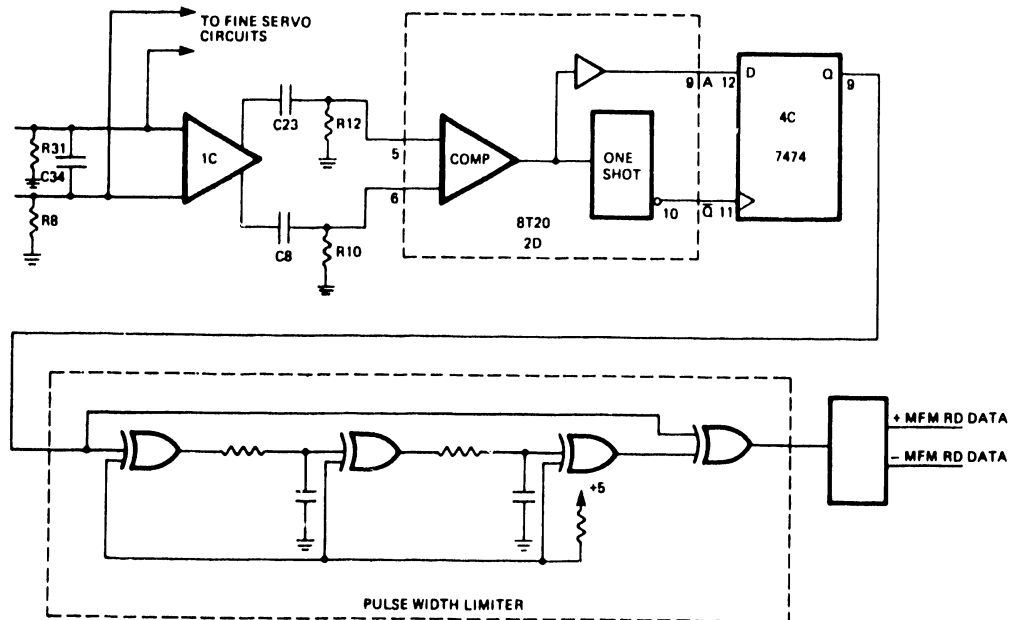 TO FINE SERVO
CIRCUITS
R31
C34
R8
1C
C23
R12
C8
R10
5
6
COMP
ONE
SHOT
8T20
2D
9 A 12
10 Q̅ 11
D Q
4C
7474
9
+5
+ MFM RD DATA
− MFM RD DATA
PULSE WIDTH LIMITER